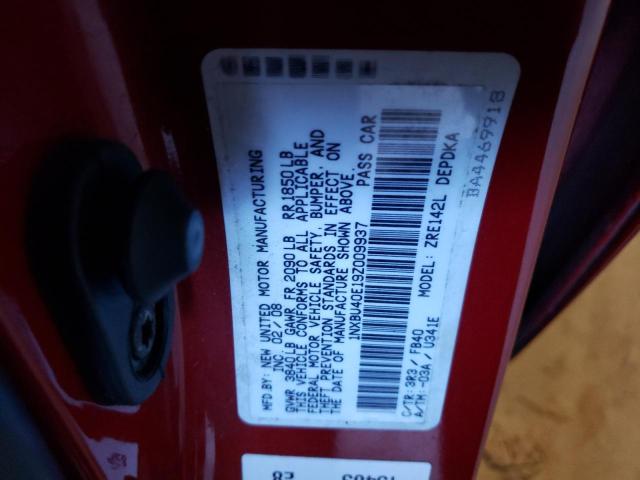 MFD.BY: NEW UNITED MOTOR MANUFACTURING
INC. 02/08
GVWR 3840LB GAWR FR 2090LB RR 1850LB
THIS VEHICLE CONFORMS TO ALL APPLICABLE
FEDERAL MOTOR VEHICLE SAFETY, BUMPER, AND
THEFT PREVENTION STANDARDS IN EFFECT ON
THE DATE OF MANUFACTURE SHOWN ABOVE.
1NXBU40E19Z009937 PASS CAR
C/TR: 3R3 / FB40 MODEL: ZRE142L DEPDKA
A/TM: -03A / U341E
BA4469918